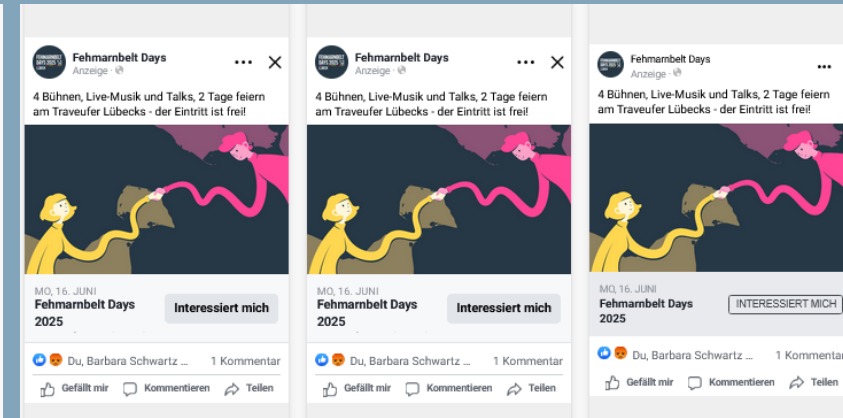 Fehmarnbelt Days
Anzeige ·
4 Bühnen, Live-Musik und Talks, 2 Tage feiern
am Traveufer Lübecks - der Eintritt ist frei!
MO, 16. JUNI
Fehmarnbelt Days
2025
Interessiert mich
Du, Barbara Schwartz ...
1 Kommentar
Gefällt mir
Kommentieren
Teilen
Fehmarnbelt Days
Anzeige ·
4 Bühnen, Live-Musik und Talks, 2 Tage feiern
am Traveufer Lübecks - der Eintritt ist frei!
MO, 16. JUNI
Fehmarnbelt Days
2025
Interessiert mich
Du, Barbara Schwartz ...
1 Kommentar
Gefällt mir
Kommentieren
Teilen
Fehmarnbelt Days
Anzeige ·
4 Bühnen, Live-Musik und Talks, 2 Tage feiern
am Traveufer Lübecks - der Eintritt ist frei!
MO, 16. JUNI
Fehmarnbelt Days
2025
INTERESSIERT MICH
Du, Barbara Schwartz ...
1 Kommentar
Gefällt mir
Kommentieren
Teilen